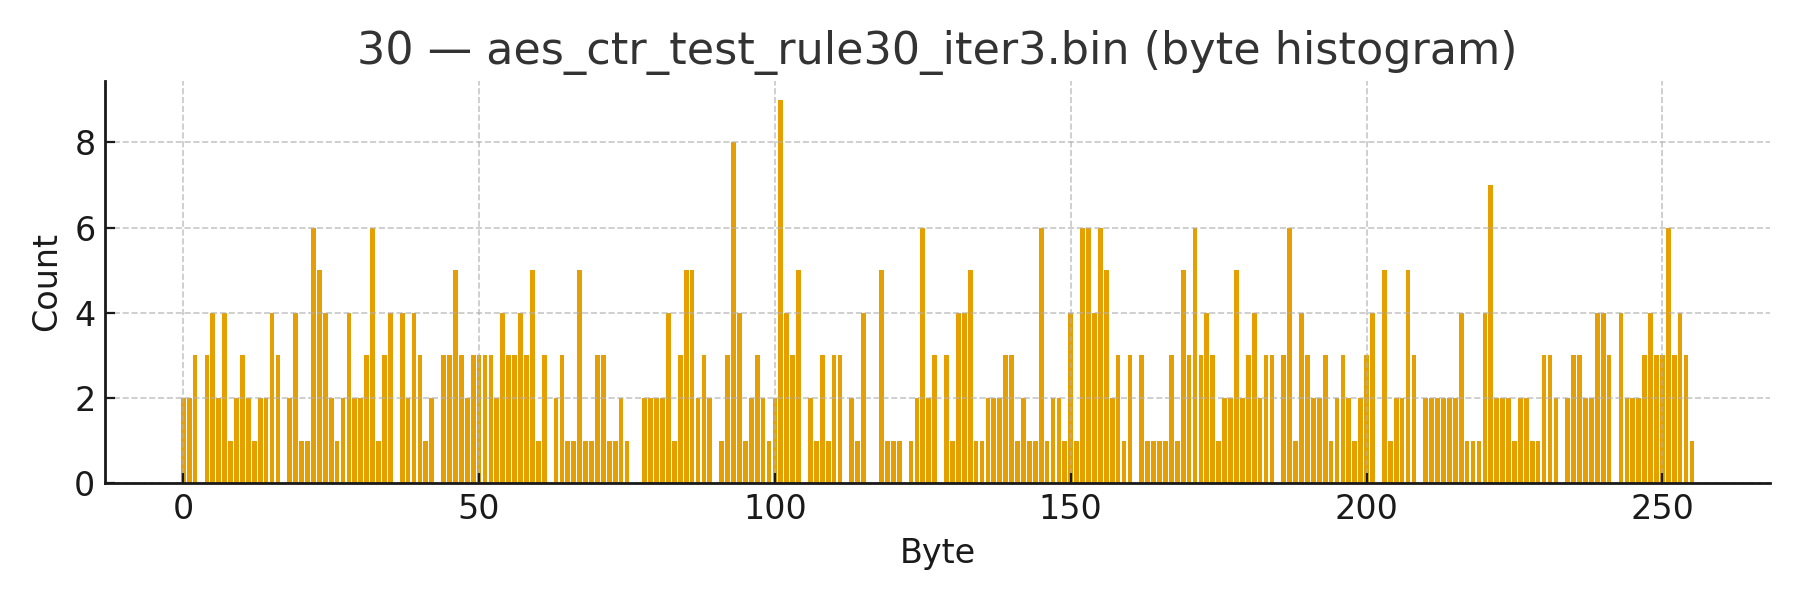 30 — aes_ctr_test_rule30_iter3.bin (byte histogram)
Count
8
6
4
2
0
0 50 100 150 200 250
Byte